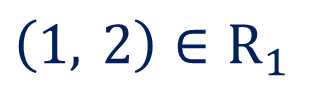 (1, 2) ∈ R₁